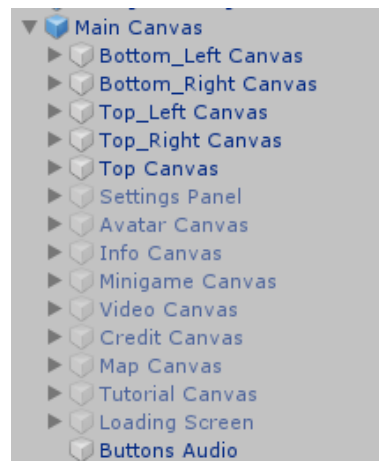 Main Canvas
Bottom_Left Canvas
Bottom_Right Canvas
Top_Left Canvas
Top_Right Canvas
Top Canvas
Settings Panel
Avatar Canvas
Info Canvas
Minigame Canvas
Video Canvas
Credit Canvas
Map Canvas
Tutorial Canvas
Loading Screen
Buttons Audio